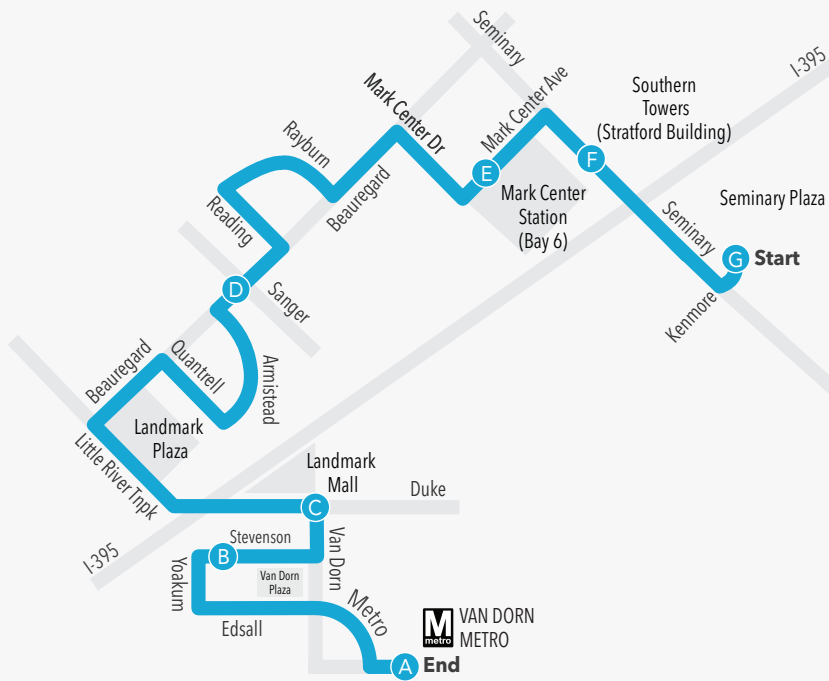 Seminary
I-395
Mark Center Ave
Southern
Towers
(Stratford Building)
Mark Center Dr
Rayburn
F
E
Mark Center
Station
(Bay 6)
Seminary
Seminary Plaza
Beauregard
Reading
G
Start
D
Sanger
Kenmore
Beauregard
Quantrell
Armistead
Landmark
Plaza
Little River Tnpk
Landmark
Mall
Duke
C
I-395
Stevenson
B
Van Dorn
Yoakum
Van Dorn
Plaza
Metro
Edsall
M
metro
VAN DORN
METRO
A
End